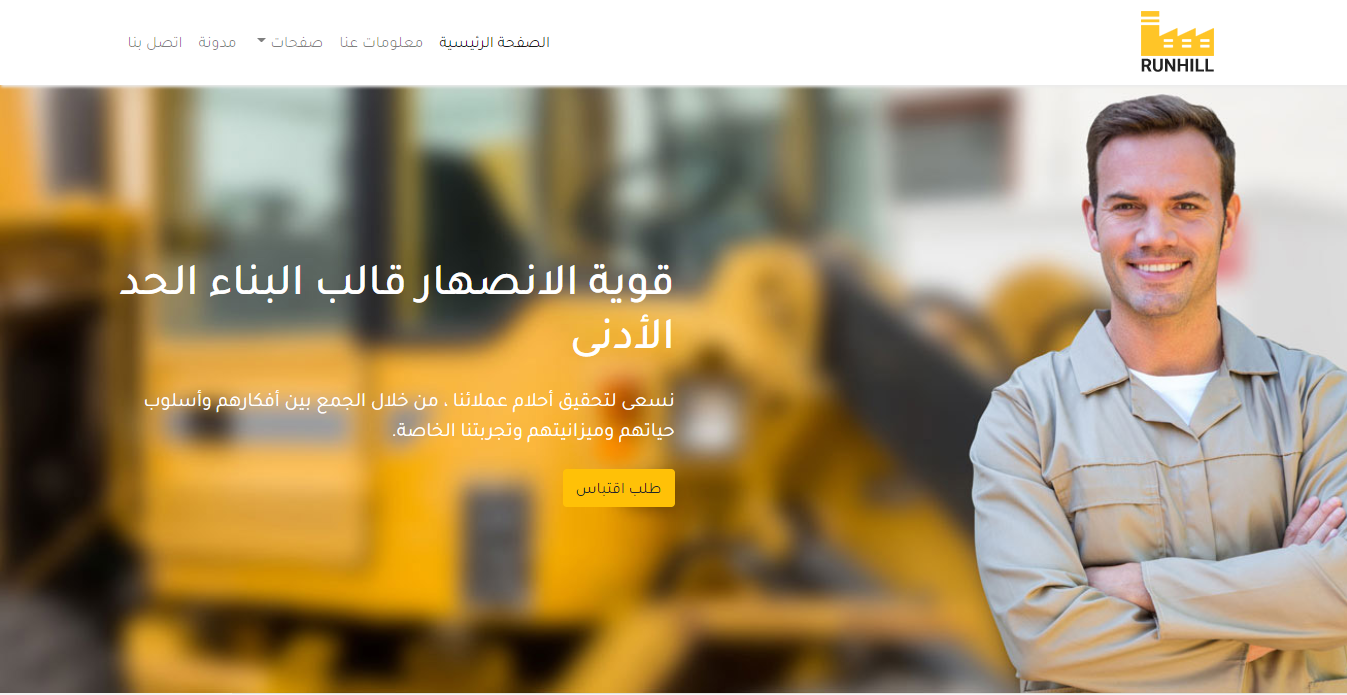 RUNHILL
الصفحة الرئيسية
معلومات عنا
صفحات
مدونة
اتصل بنا
قوية الانصهار قالب البناء الحد
الأدنى
نسعى لتحقيق أحلام عملائنا ، من خلال الجمع بين أفكارهم وأسلوب
حياتهم وميزانيتهم وتجربتنا الخاصة.
طلب اقتباس